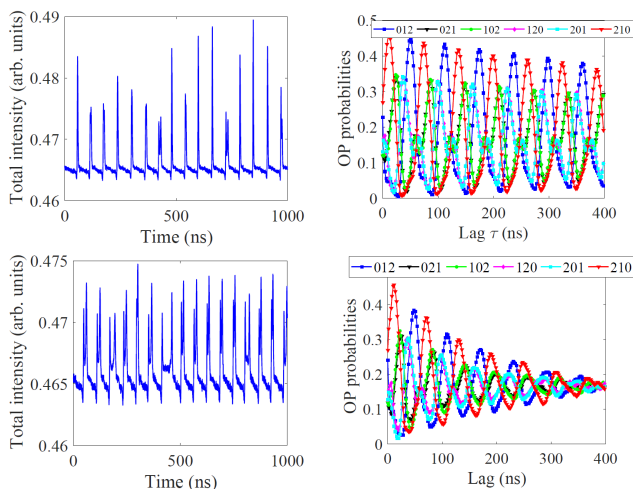 0.49
0.48
0.47
0.46
0
500
1000
Total intensity (arb. units)
Time (ns)
012 021 102 120 201 210
0.5
0.4
0.3
0.2
0.1
0
0 100 200 300 400
OP probabilities
Lag τ (ns)
0.475
0.47
0.465
0.46
0 500 1000
Total intensity (arb. units)
Time (ns)
012 021 102 120 201 210
0.4
0.3
0.2
0.1
0
0 100 200 300 400
OP probabilities
Lag (ns)